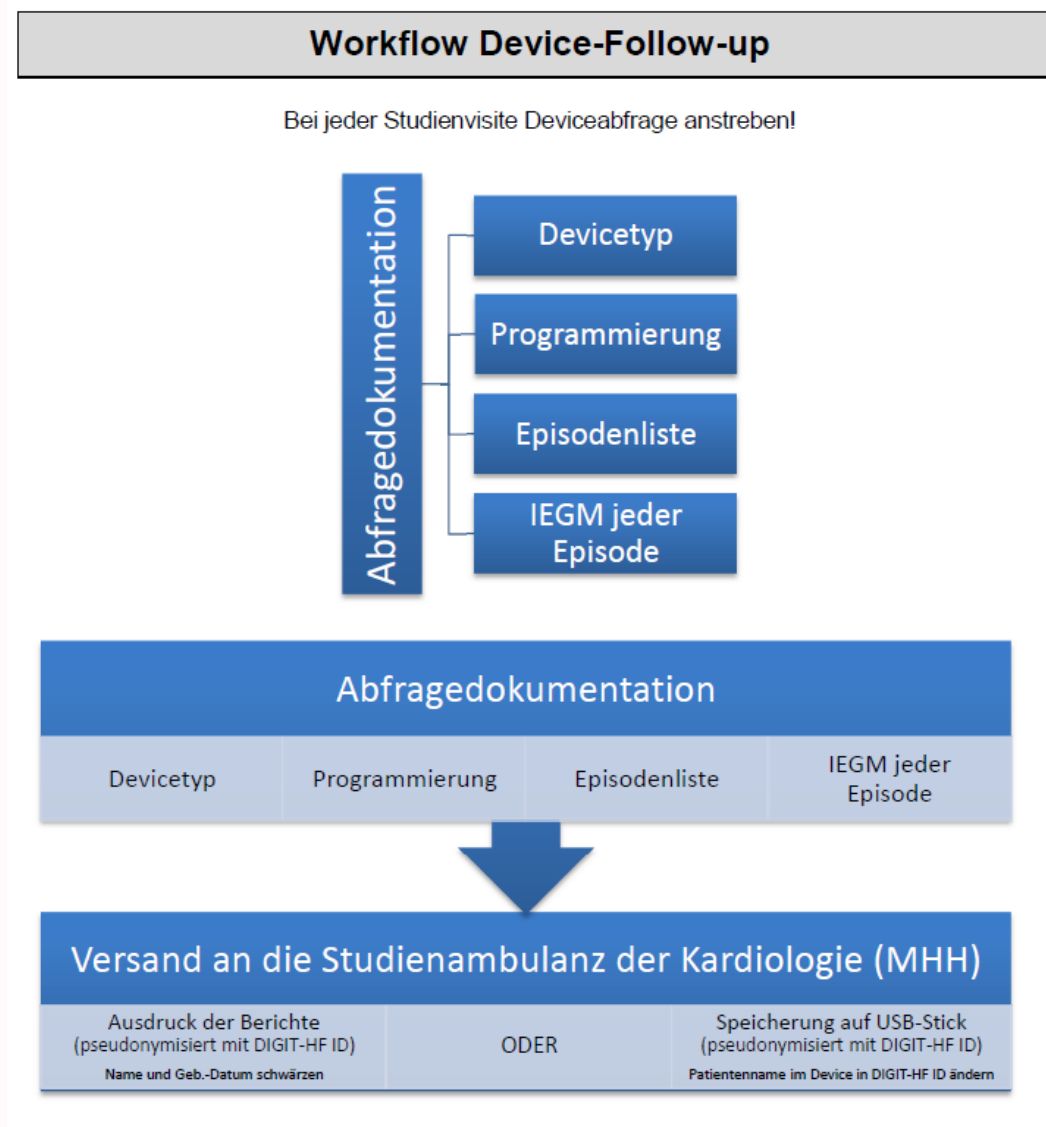 Workflow Device-Follow-up
Bei jeder Studienvisite Deviceabfrage anstreben!
Abfragedokumentation
Devicetyp
Programmierung
Episodenliste
IEGM jeder
Episode
Abfragedokumentation
Devicetyp
Programmierung
Episodenliste
IEGM jeder
Episode
Versand an die Studienambulanz der Kardiologie (MHH)
Ausdruck der Berichte
(pseudonymisiert mit DIGIT-HF ID)
Name und Geb.-Datum schwärzen
ODER
Speicherung auf USB-Stick
(pseudonymisiert mit DIGIT-HF ID)
Patientenname im Device in DIGIT-HF ID ändern